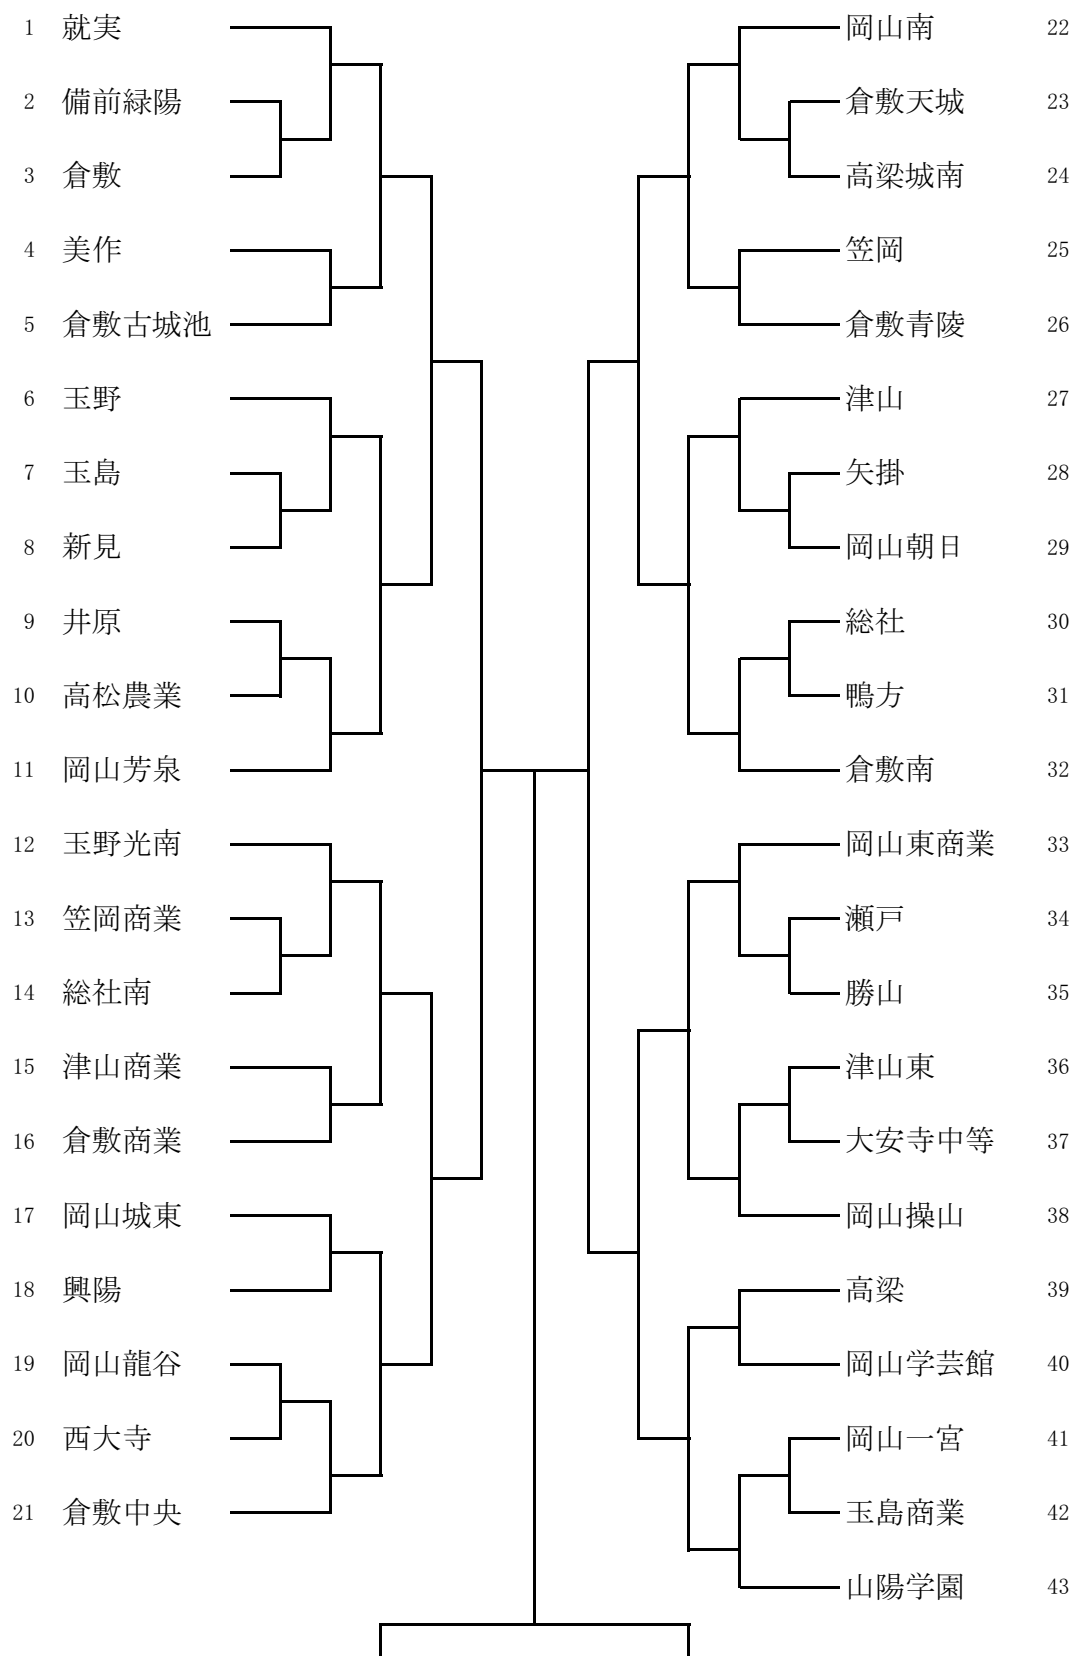 1 就実
2 備前緑陽
3 倉敷
4 美作
5 倉敷古城池
6 玉野
7 玉島
8 新見
9 井原
10 高松農業
11 岡山芳泉
12 玉野光南
13 笠岡商業
14 総社南
15 津山商業
16 倉敷商業
17 岡山城東
18 興陽
19 岡山龍谷
20 西大寺
21 倉敷中央
岡山南 22
倉敷天城 23
高梁城南 24
笠岡 25
倉敷青陵 26
津山 27
矢掛 28
岡山朝日 29
総社 30
鴨方 31
倉敷南 32
岡山東商業 33
瀬戸 34
勝山 35
津山東 36
大安寺中等 37
岡山操山 38
高梁 39
岡山学芸館 40
岡山一宮 41
玉島商業 42
山陽学園 43